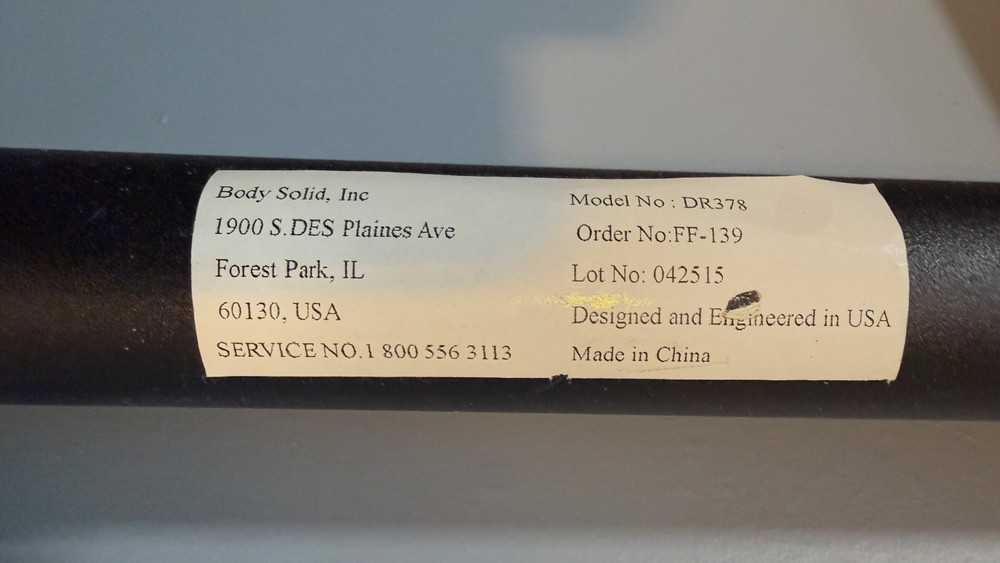 Body Solid, Inc
1900 S.DES Plaines Ave
Forest Park, IL
60130, USA
SERVICE NO.1 800 556 3113
Model No : DR378
Order No:FF-139
Lot No: 042515
Designed and Engineered in USA
Made in China